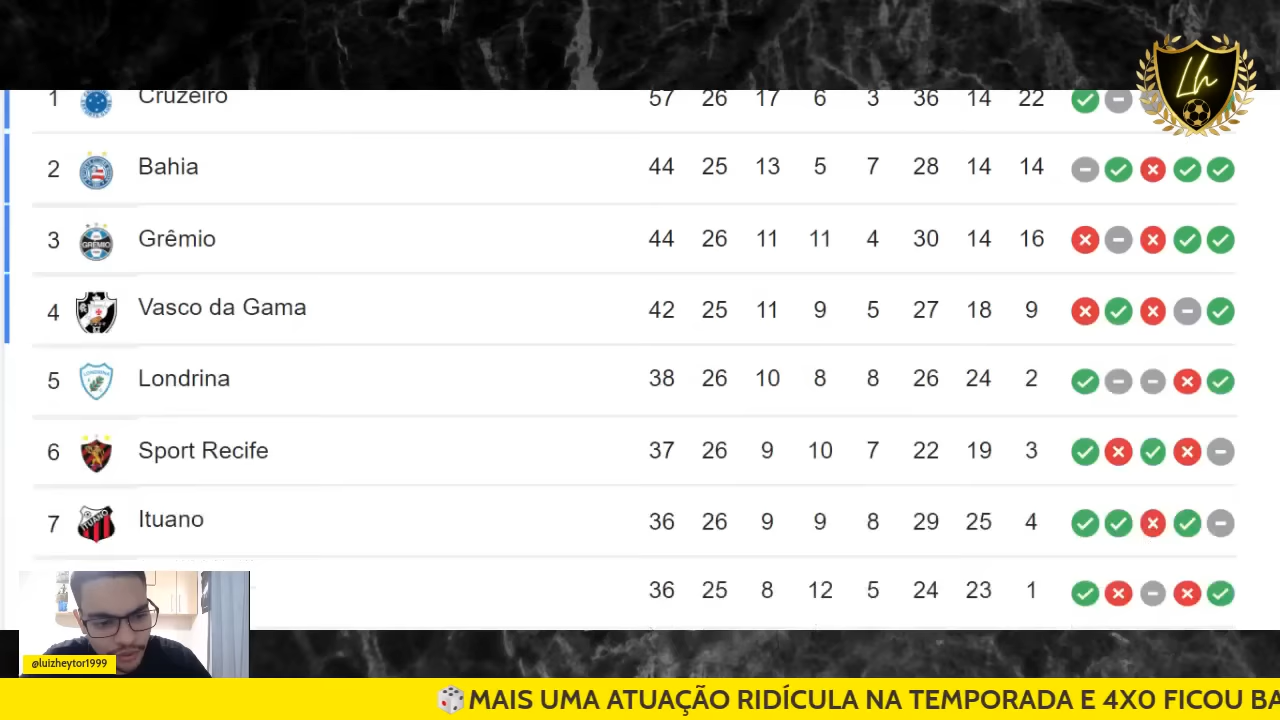 Lh
1 Cruzeiro 57 26 17 6 3 36 14 22
2 Bahia 44 25 13 5 7 28 14 14
3 GRÊMIO Grêmio 44 26 11 11 4 30 14 16
4 Vasco da Gama 42 25 11 9 5 27 18 9
5 LONDRINA Londrina 38 26 10 8 8 26 24 2
6 Sport Recife 37 26 9 10 7 22 19 3
7 ITUANO Ituano 36 26 9 9 8 29 25 4
36 25 8 12 5 24 23 1
@luizheytor1999
MAIS UMA ATUAÇÃO RIDÍCULA NA TEMPORADA E 4X0 FICOU BA